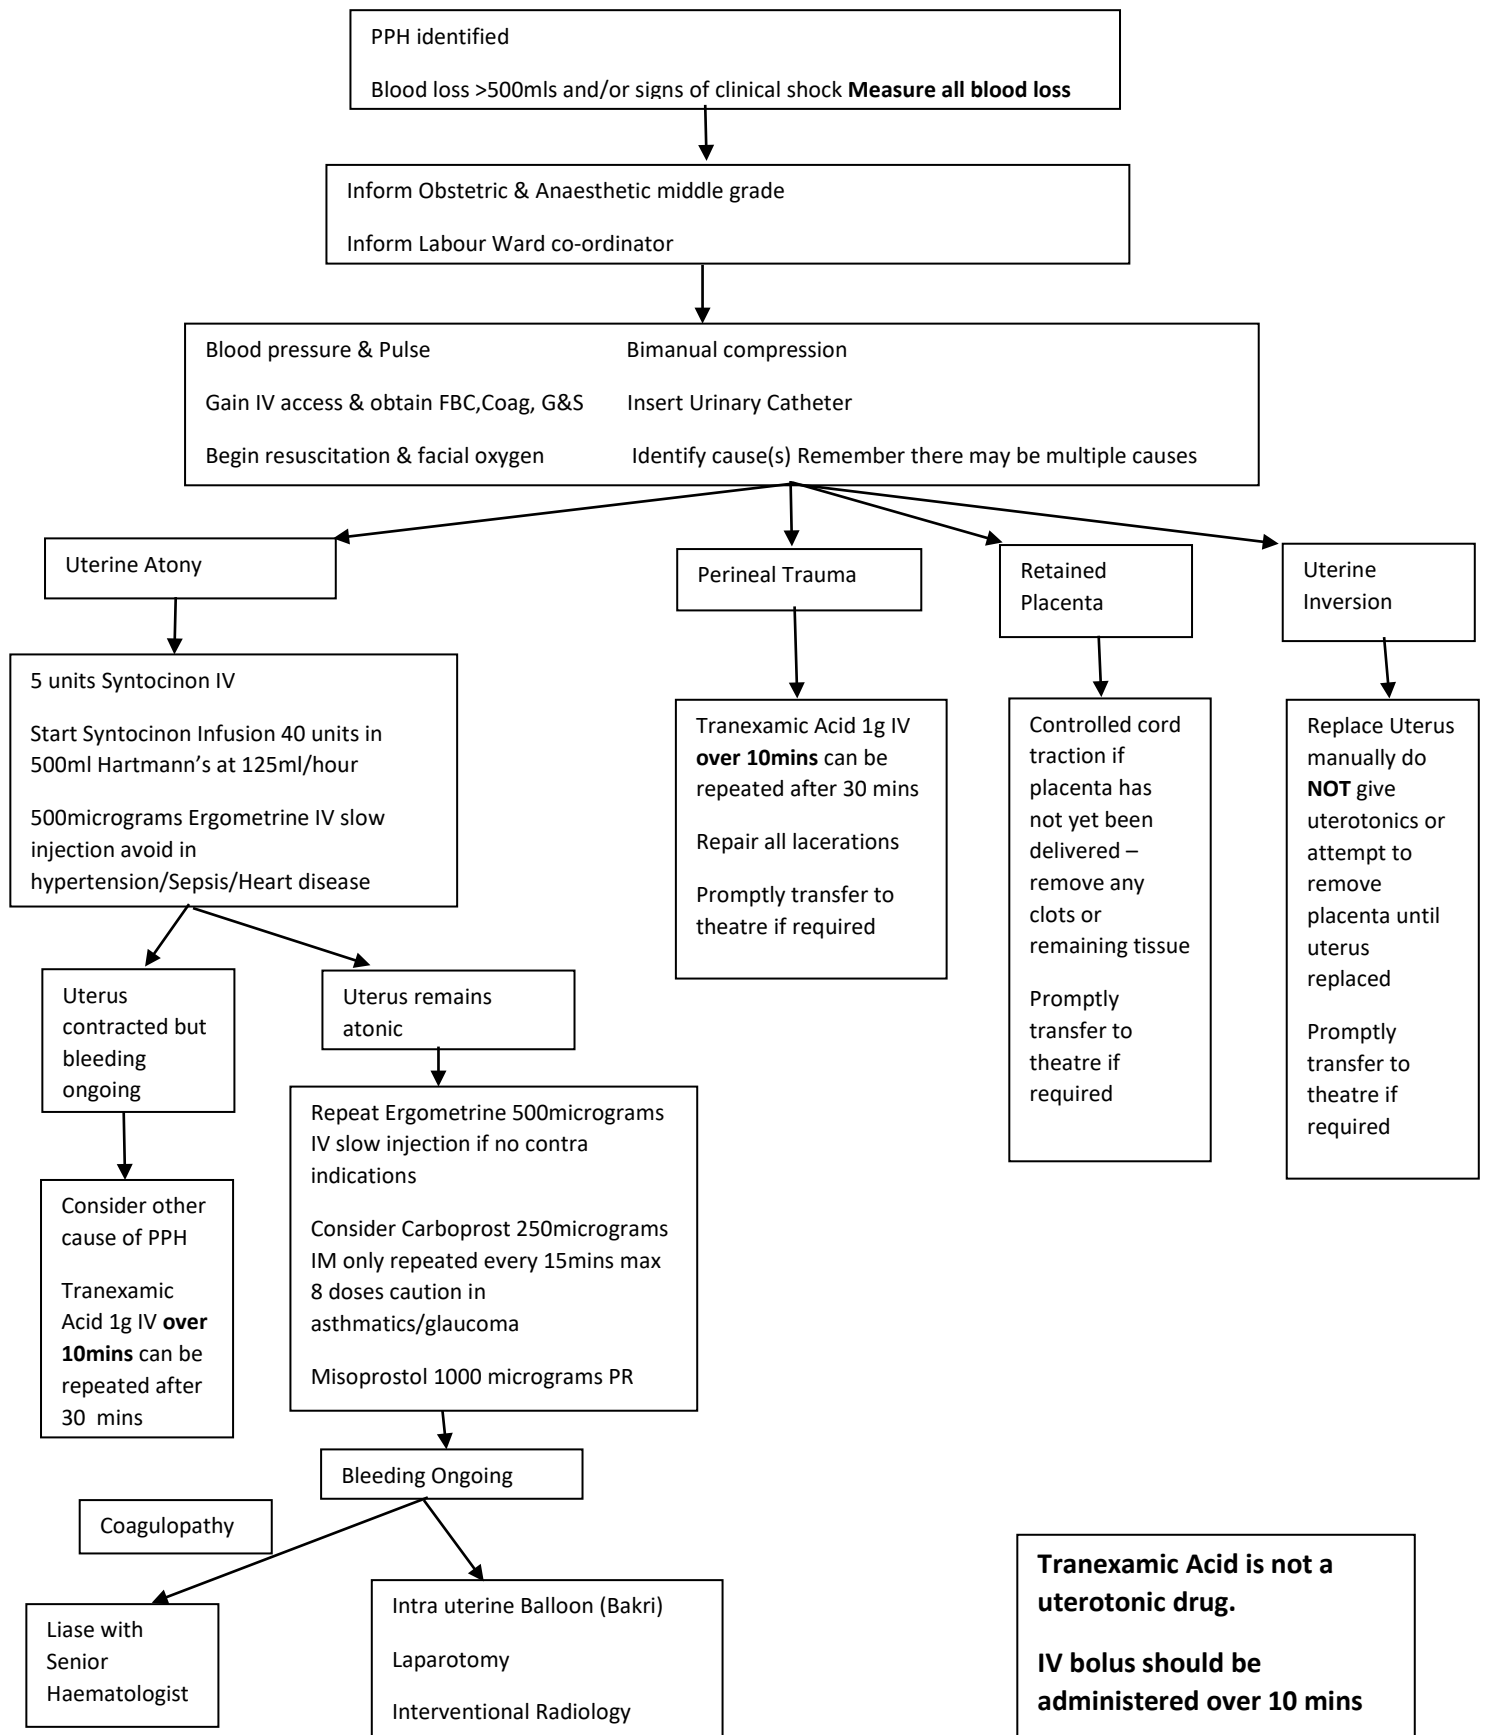 PPH identified
Blood loss >500mls and/or signs of clinical shock Measure all blood loss
Inform Obstetric & Anaesthetic middle grade
Inform Labour Ward co-ordinator
Blood pressure & Pulse Bimanual compression
Gain IV access & obtain FBC,Coag, G&S Insert Urinary Catheter
Begin resuscitation & facial oxygen Identify cause(s) Remember there may be multiple causes
Uterine Atony
Perineal Trauma
Retained
Placenta
Uterine
Inversion
5 units Syntocinon IV
Start Syntocinon Infusion 40 units in
500ml Hartmann’s at 125ml/hour
500micrograms Ergometrine IV slow
injection avoid in
hypertension/Sepsis/Heart disease
Tranexamic Acid 1g IV
over 10mins can be
repeated after 30 mins
Repair all lacerations
Promptly transfer to
theatre if required
Controlled cord
traction if
placenta has
not yet been
delivered –
remove any
clots or
remaining tissue
Promptly
transfer to
theatre if
required
Replace Uterus
manually do
NOT give
uterotonics or
attempt to
remove
placenta until
uterus
replaced
Promptly
transfer to
theatre if
required
Uterus
contracted but
bleeding
ongoing
Uterus remains
atonic
Consider other
cause of PPH
Tranexamic
Acid 1g IV over
10mins can be
repeated after
30 mins
Repeat Ergometrine 500micrograms
IV slow injection if no contra
indications
Consider Carboprost 250micrograms
IM only repeated every 15mins max
8 doses caution in
asthmatics/glaucoma
Misoprostol 1000 micrograms PR
Bleeding Ongoing
Coagulopathy
Liase with
Senior
Haematologist
Intra uterine Balloon (Bakri)
Laparotomy
Interventional Radiology
Tranexamic Acid is not a
uterotonic drug.
IV bolus should be
administered over 10 mins